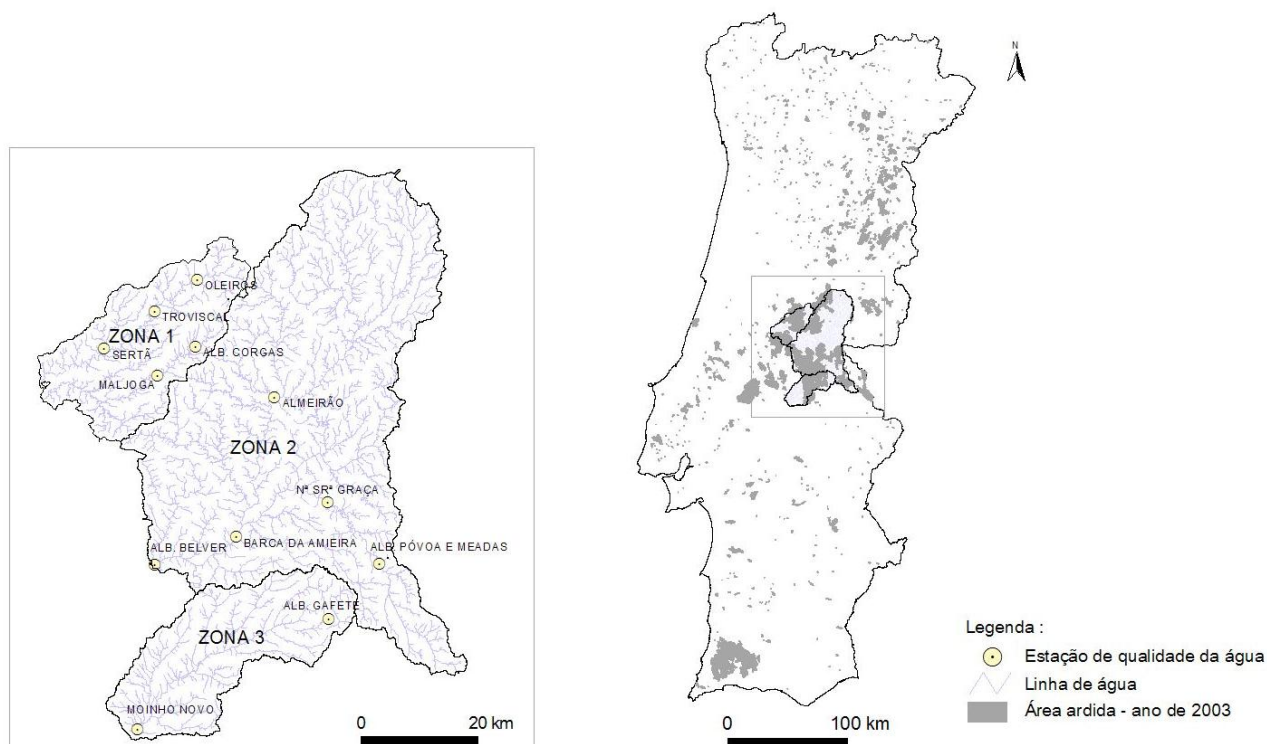 OLEIROS
TROVISCAL
ZONA 1
SERTÃ
ALB. CORGAS
MALJOGA
ALMEIRÃO
ZONA 2
Nª SRª GRAÇA
ALB. BELVER
BARCA DA AMIEIRA
ALB. PÓVOA E MEADAS
ALB. GAFETE
ZONA 3
MOINHO NOVO
0 20 km
N
0 100 km
Legenda :
Estação de qualidade da água
Linha de água
Área ardida - ano de 2003